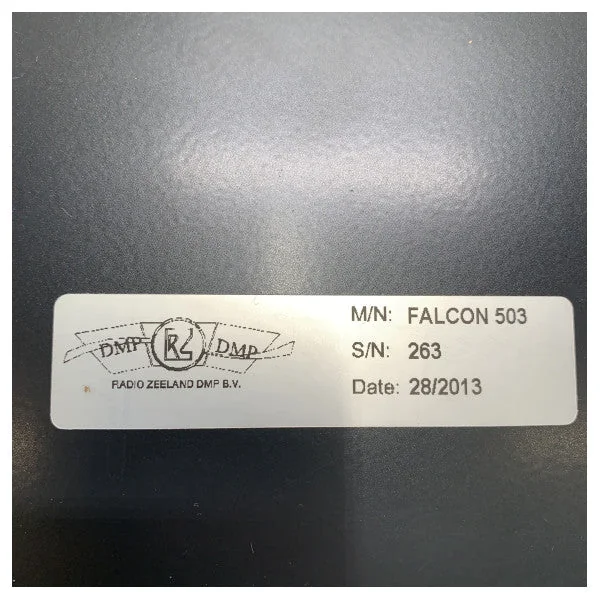 DMP RZ DMP
RADIO ZEELAND DMP B.V.
M/N: FALCON 503
S/N: 263
Date: 28/2013